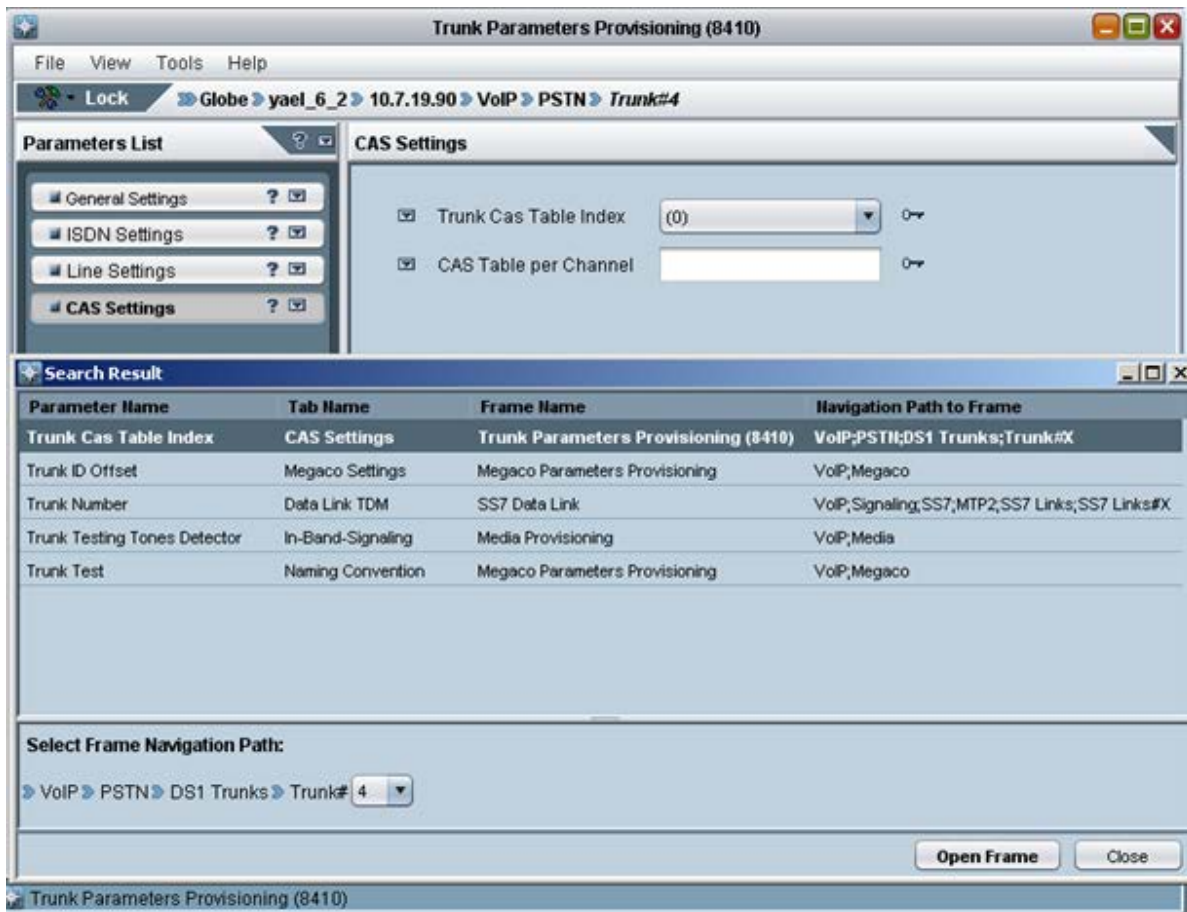 Trunk Parameters Provisioning (8410)
File View Tools Help
Lock Globe yael_6_2 10.7.19.90 VoIP PSTN Trunk#4
Parameters List ?
CAS Settings
General Settings ?
ISDN Settings ?
Line Settings ?
CAS Settings ?
Trunk Cas Table Index (0)
CAS Table per Channel
Search Result
Parameter Name Tab Name Frame Name Navigation Path to Frame
Trunk Cas Table Index CAS Settings Trunk Parameters Provisioning (8410) VoIP;PSTN;DS1 Trunks;Trunk#X
Trunk ID Offset Megaco Settings Megaco Parameters Provisioning VoIP;Megaco
Trunk Number Data Link TDM SS7 Data Link VoIP;Signaling;SS7;MTP2;SS7 Links;SS7 Links#X
Trunk Testing Tones Detector In-Band-Signaling Media Provisioning VoIP;Media
Trunk Test Naming Convention Megaco Parameters Provisioning VoIP;Megaco
Select Frame Navigation Path:
VoIP PSTN DS1 Trunks Trunk# 4
Open Frame Close
Trunk Parameters Provisioning (8410)